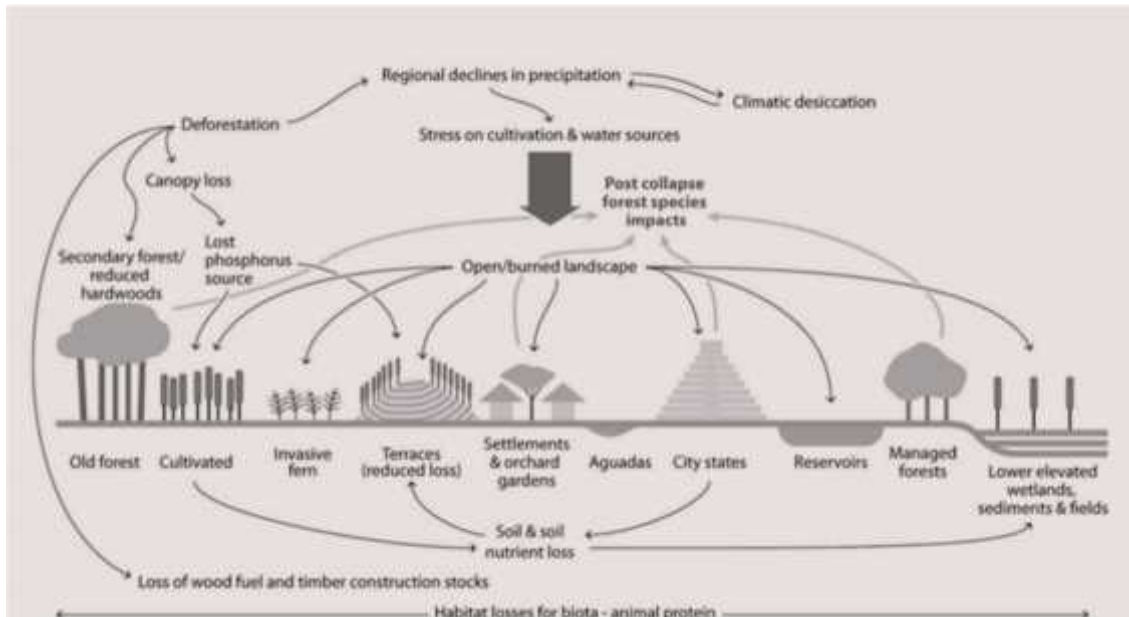 Regional declines in precipitation
Climatic desiccation
Deforestation
Stress on cultivation & water sources
Canopy loss
Post collapse
forest species
impacts
Secondary forest/
reduced
hardwoods
Lost
phosphorus
source
Open/burned landscape
Old forest
Cultivated
Invasive
fern
Terraces
(reduced loss)
Settlements
& orchard
gardens
Aguadas
City states
Reservoirs
Managed
forests
Lower elevated
wetlands,
sediments & fields
Soil & soil
nutrient loss
Loss of wood fuel and timber construction stocks
Habitat losses for biota - animal protein